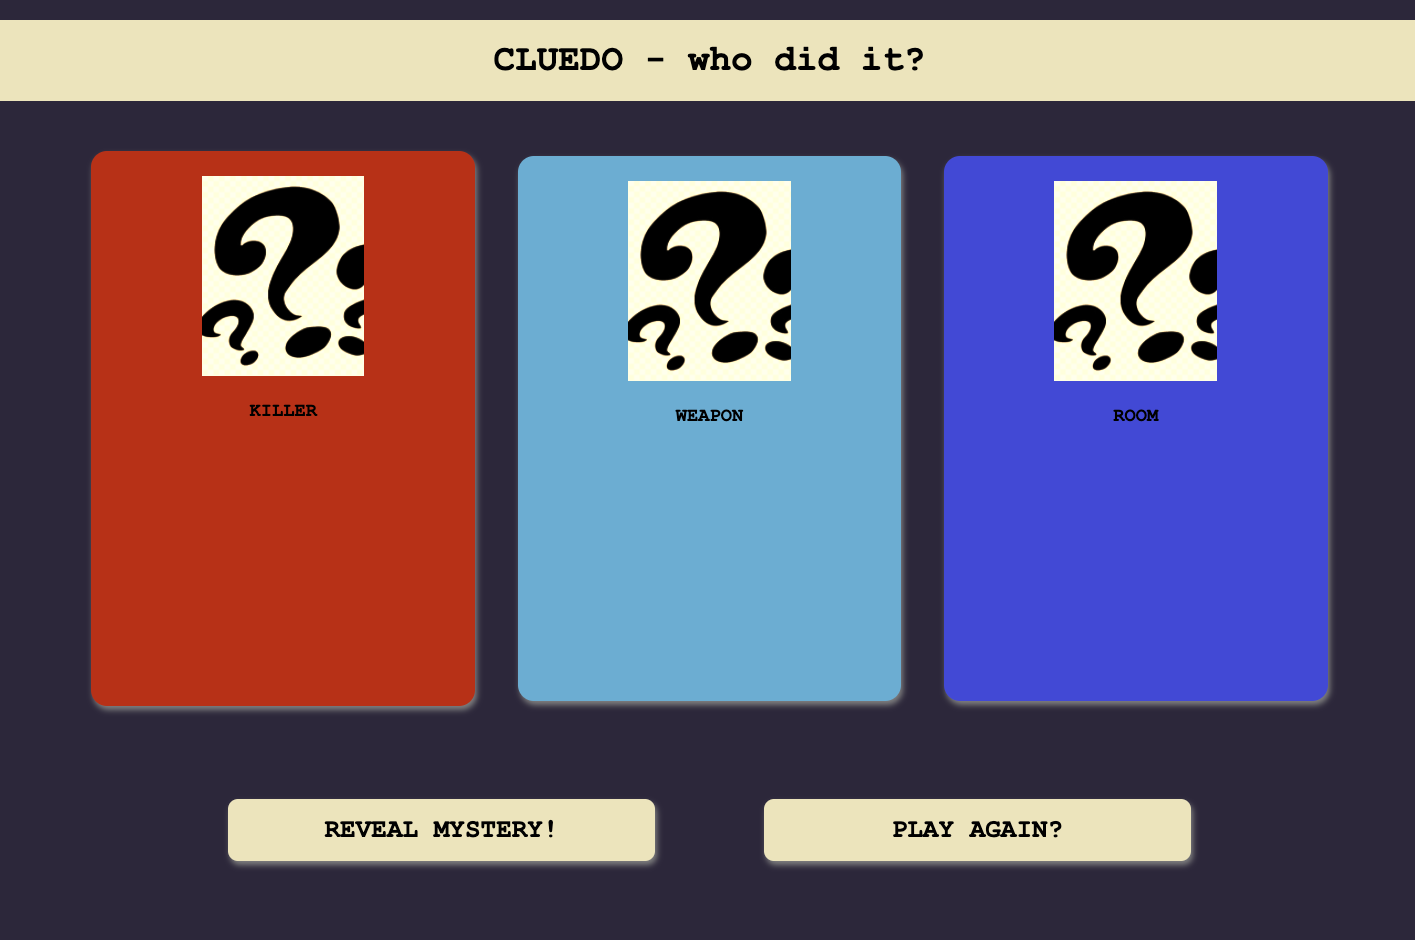 CLUEDO - who did it?
KILLER
WEAPON
ROOM
REVEAL MYSTERY!
PLAY AGAIN?